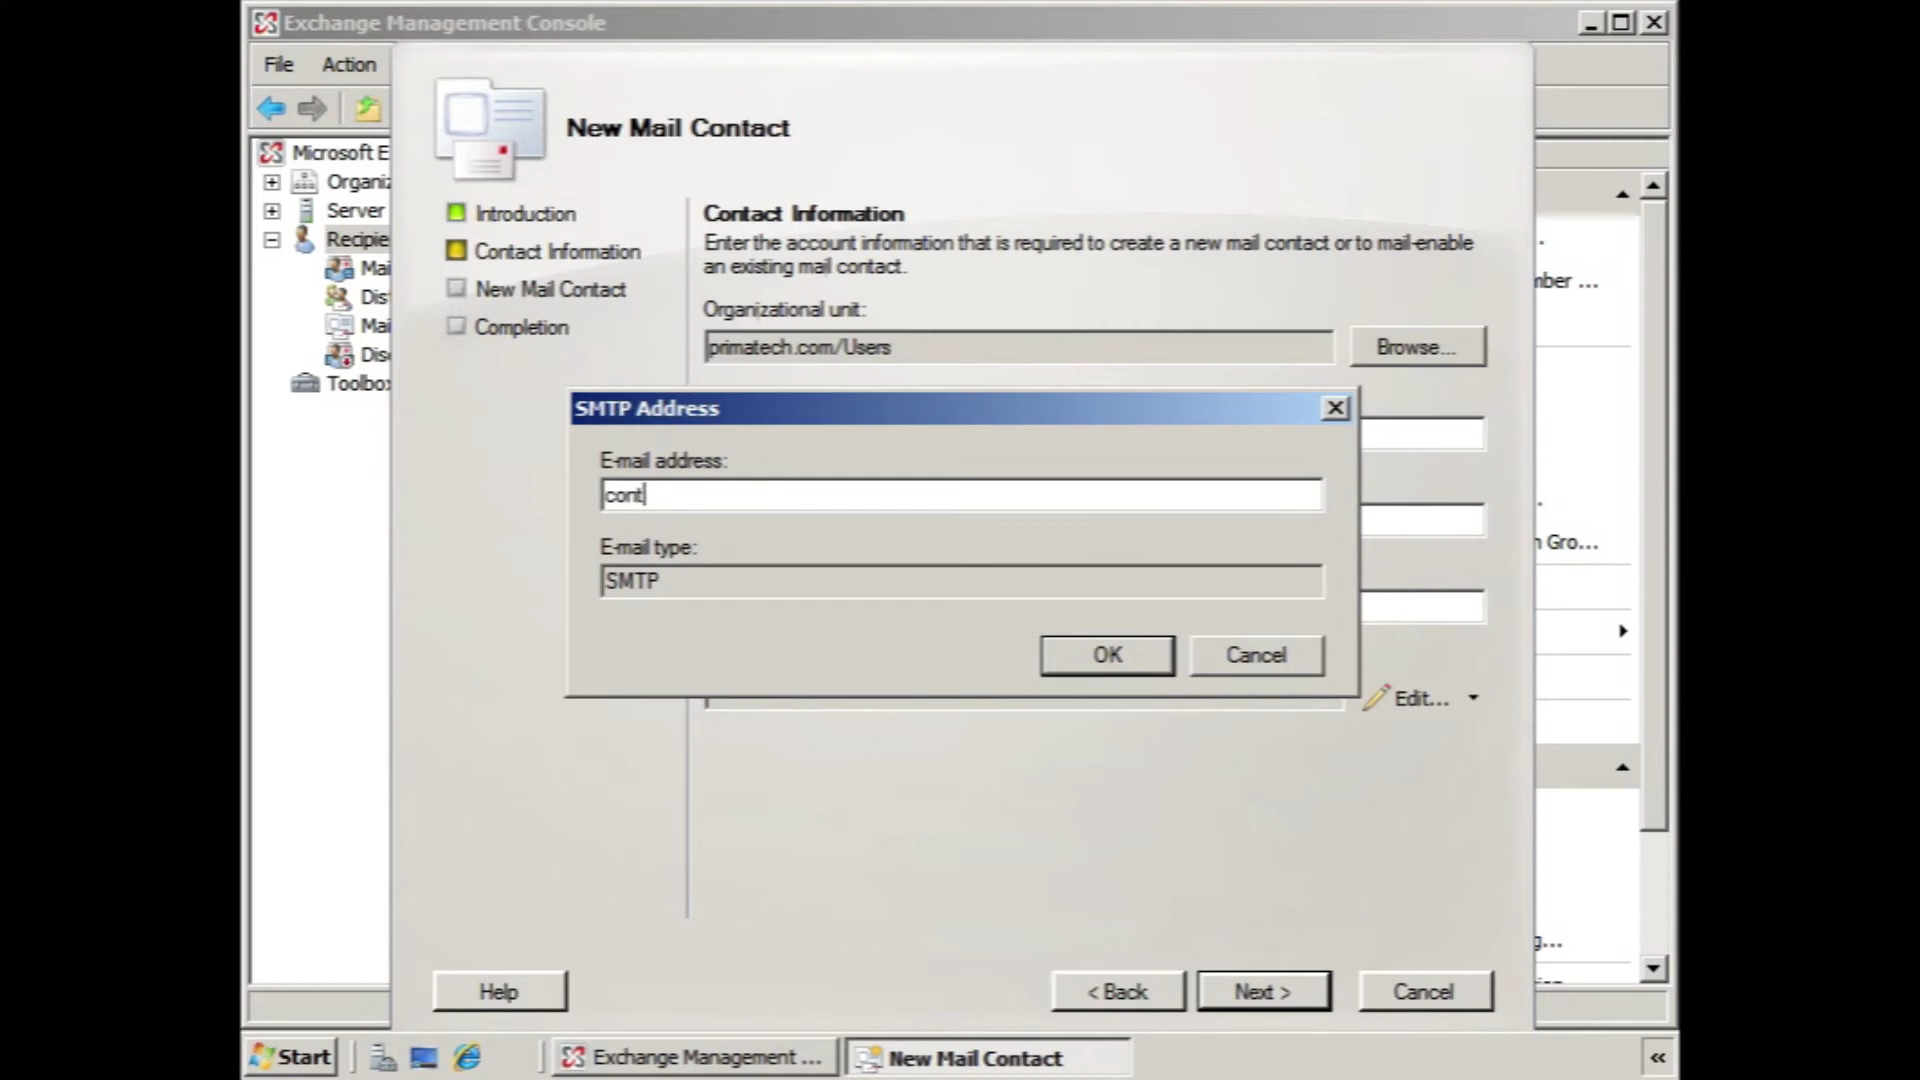 Exchange Management Console
File Action
Microsoft E
Organiz
Server
Recipie
Mai
Dis
Mai
Dis
Toolbox
New Mail Contact
Introduction
Contact Information
New Mail Contact
Completion
Contact Information
Enter the account information that is required to create a new mail contact or to mail-enable
an existing mail contact.
Organizational unit:
primatech.com/Users
Browse...
SMTP Address
E-mail address:
cont
E-mail type:
SMTP
OK
Cancel
Edit...
mber ...
n Gro...
g...
Help
< Back
Next >
Cancel
Start
Exchange Management ...
New Mail Contact